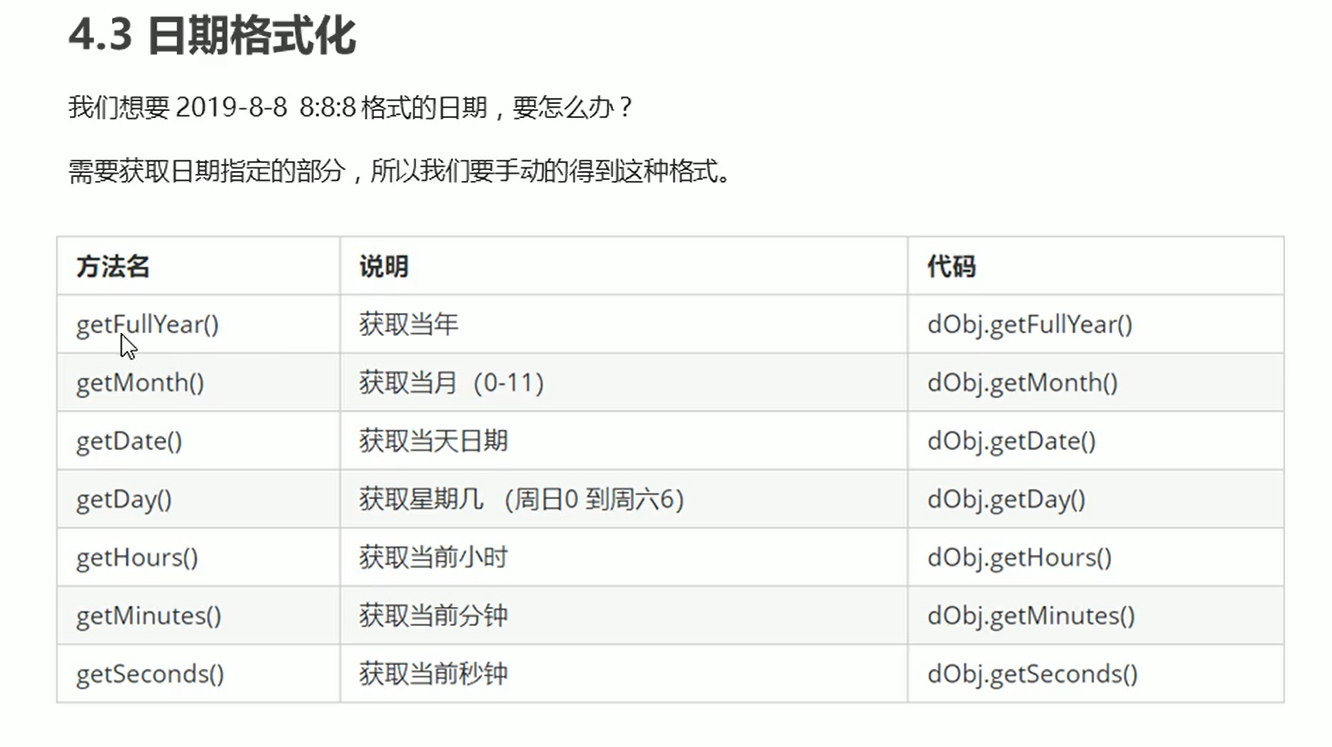 4.3 日期格式化
我们想要 2019-8-8 8:8:8 格式的日期，要怎么办？
需要获取日期指定的部分，所以我们要手动的得到这种格式。
方法名 说明 代码
getFullYear() 获取当年 dObj.getFullYear()
getMonth() 获取当月（0-11） dObj.getMonth()
getDate() 获取当天日期 dObj.getDate()
getDay() 获取星期几 （周日0 到周六6） dObj.getDay()
getHours() 获取当前小时 dObj.getHours()
getMinutes() 获取当前分钟 dObj.getMinutes()
getSeconds() 获取当前秒钟 dObj.getSeconds()